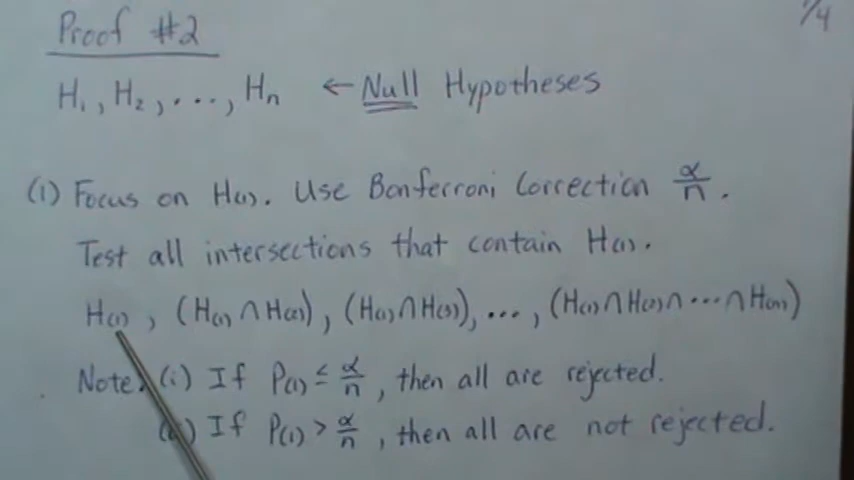 Proof #2
1/4
H₁, H₂, ..., Hₙ ← Null Hypotheses
(1) Focus on H₍₁₎. Use Bonferroni Correction α/n.
Test all intersections that contain H₍₁₎.
H₍₁₎, (H₍₁₎ ∩ H₍₂₎), (H₍₁₎ ∩ H₍₃₎), ..., (H₍₁₎ ∩ H₍₂₎ ∩ ... ∩ H₍ₙ₎)
Note: (i) If P₍₁₎ ≤ α/n, then all are rejected.
If P₍₁₎ > α/n, then all are not rejected.